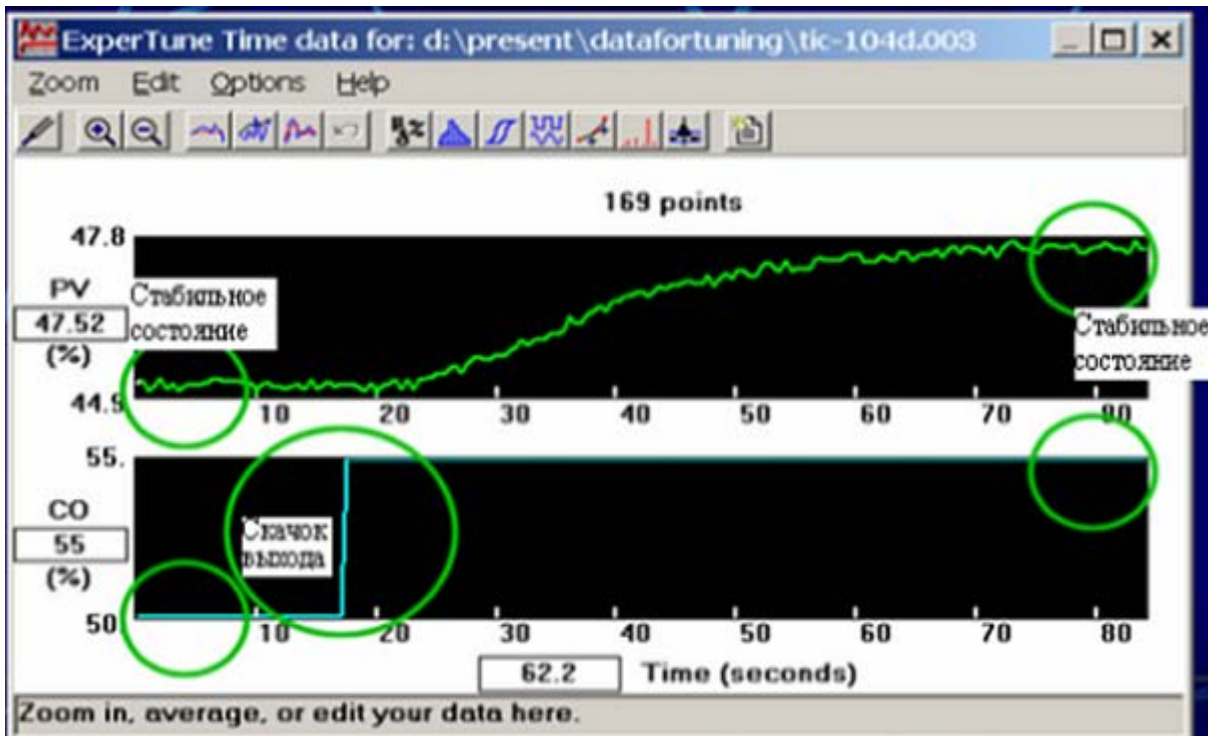 ExperTune Time data for: d:\present\datafortuning\tic-104d.003
Zoom Edit Options Help
169 points
47.8
PV
47.52
(%)
44.9
Стабильное
состояние
Стабильное
состояние
10 20 30 40 50 60 70 80
55.
CO
55
(%)
50.
Скачок
выхода
10 20 30 40 50 60 70 80
62.2 Time (seconds)
Zoom in, average, or edit your data here.